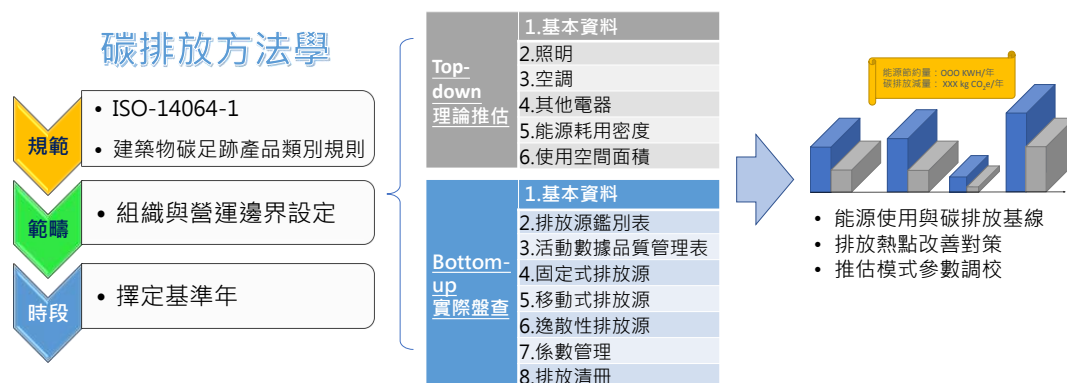 碳排放方法學
規範
• ISO-14064-1
• 建築物碳足跡產品類別規則
範疇
• 組織與營運邊界設定
時段
• 擇定基準年
Top-
down
理論推估
1.基本資料
2.照明
3.空調
4.其他電器
5.能源耗用密度
6.使用空間面積
Bottom-
up
實際盤查
1.基本資料
2.排放源鑑別表
3.活動數據品質管理表
4.固定式排放源
5.移動式排放源
6.逸散性排放源
7.係數管理
8.排放清冊
能源節約量：OOO KWH/年
碳排放減量：XXX kg CO₂e/年
• 能源使用與碳排放基線
• 排放熱點改善對策
• 推估模式參數調校